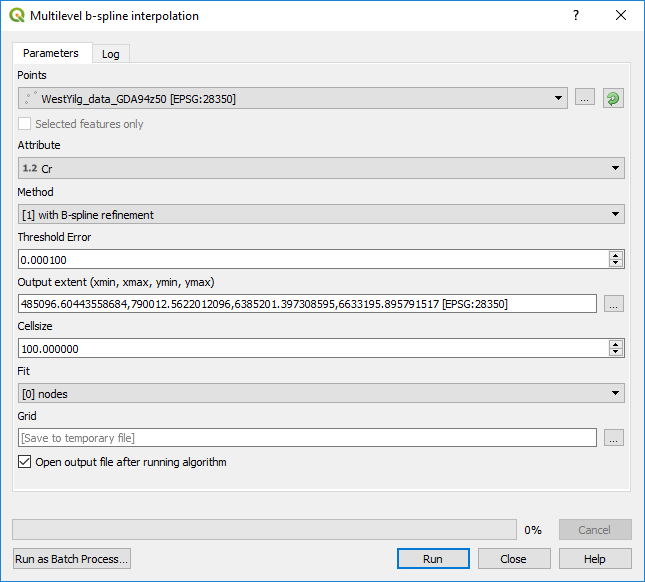 Multilevel b-spline interpolation
Parameters Log
Points
WestYilg_data_GDA94z50 [EPSG:28350] ...
Selected features only
Attribute
1.2 Cr
Method
[1] with B-spline refinement
Threshold Error
0.000100
Output extent (xmin, xmax, ymin, ymax)
485096.60443558684,790012.5622012096,6385201.397308595,6633195.895791517 [EPSG:28350] ...
Cellsize
100.000000
Fit
[0] nodes
Grid
[Save to temporary file] ...
Open output file after running algorithm
0% Cancel
Run as Batch Process... Run Close Help